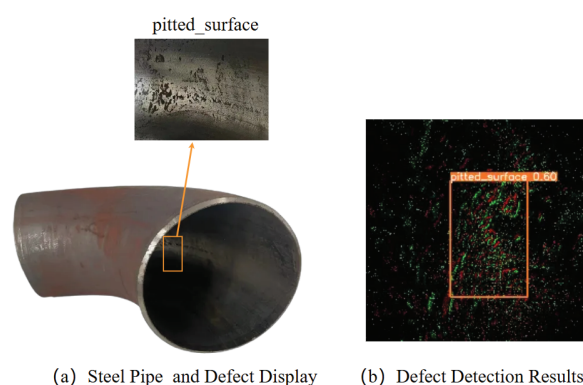 pitted_surface
pitted_surface 0.60
(a) Steel Pipe and Defect Display
(b) Defect Detection Results